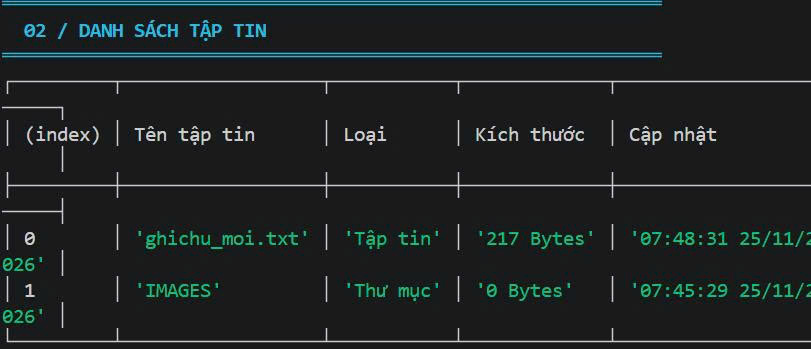 02 / DANH SÁCH TẬP TIN
(index) Tên tập tin Loại Kích thước Cập nhật
0 'ghichu_moi.txt' 'Tập tin' '217 Bytes' '07:48:31 25/11/2
026'
1 'IMAGES' 'Thư mục' '0 Bytes' '07:45:29 25/11/2
026'